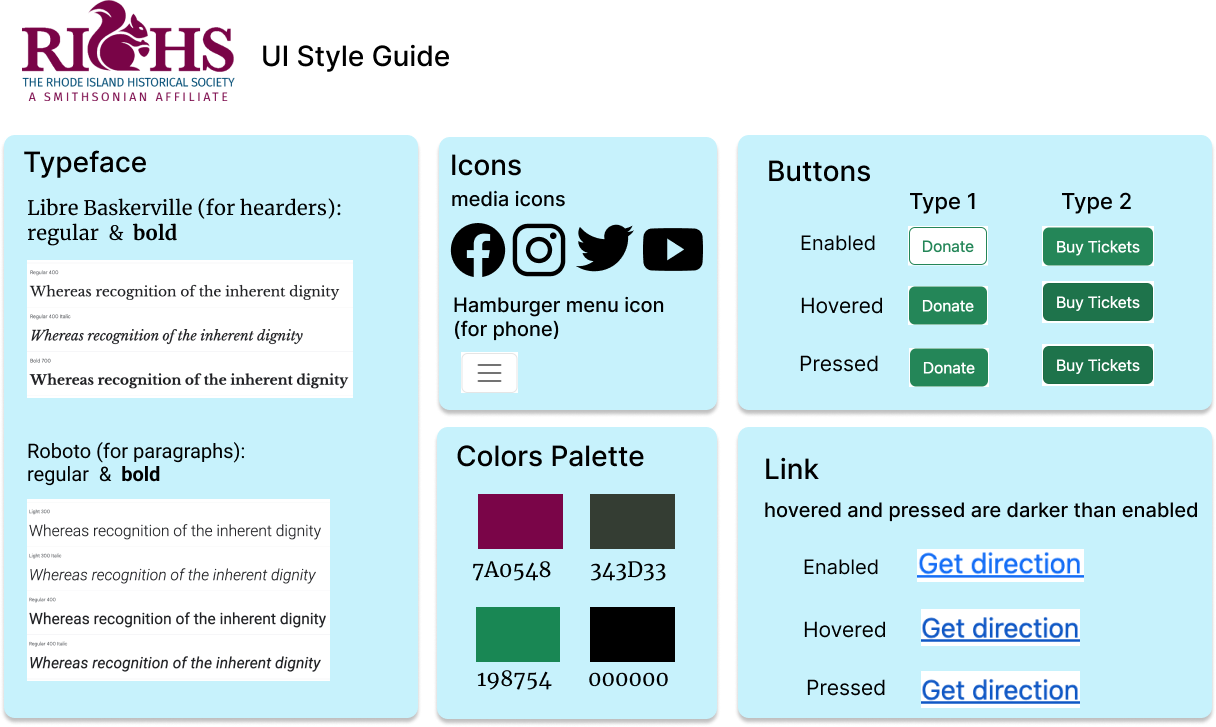 RIHS
THE RHODE ISLAND HISTORICAL SOCIETY
A SMITHSONIAN AFFILIATE
UI Style Guide
Typeface
Libre Baskerville (for hearders):
regular & bold
Regular 400
Whereas recognition of the inherent dignity
Regular 400 Italic
Whereas recognition of the inherent dignity
Bold 700
Whereas recognition of the inherent dignity
Roboto (for paragraphs):
regular & bold
Light 300
Whereas recognition of the inherent dignity
Light 300 Italic
Whereas recognition of the inherent dignity
Regular 400
Whereas recognition of the inherent dignity
Regular 400 Italic
Whereas recognition of the inherent dignity
Icons
media icons
Hamburger menu icon
(for phone)
Colors Palette
7A0548 343D33
198754 000000
Buttons
Type 1 Type 2
Enabled Donate Buy Tickets
Hovered Donate Buy Tickets
Pressed Donate Buy Tickets
Link
hovered and pressed are darker than enabled
Enabled Get direction
Hovered Get direction
Pressed Get direction